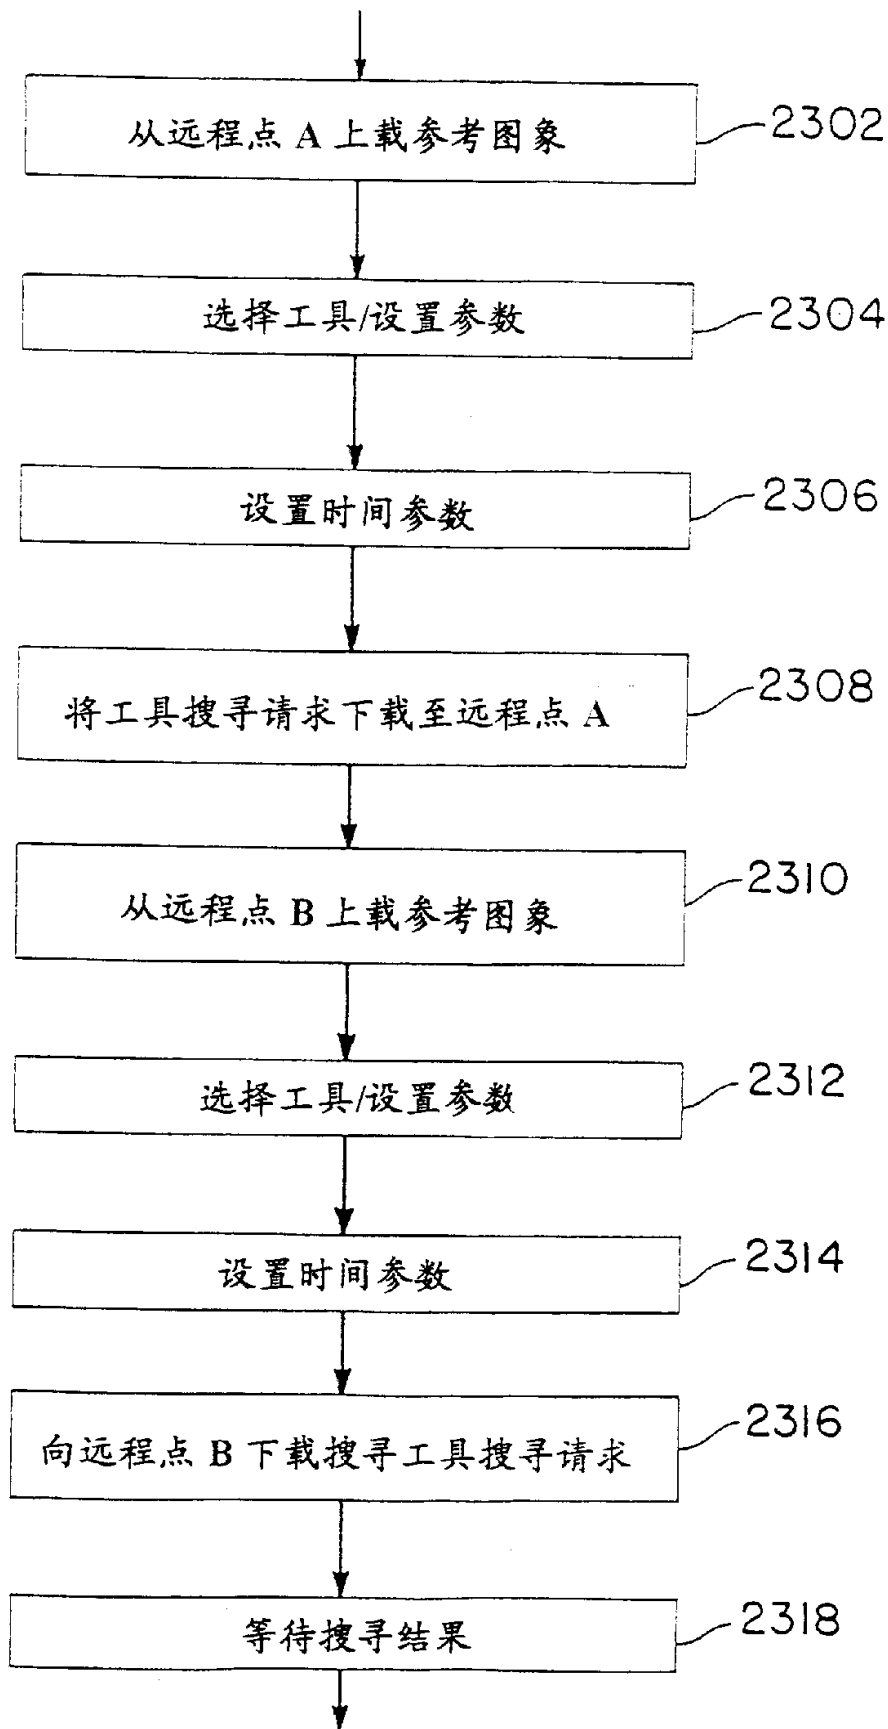 从远程点 A 上载参考图象
2302
选择工具/设置参数
2304
设置时间参数
2306
将工具搜寻请求下载至远程点 A
2308
从远程点 B 上载参考图象
2310
选择工具/设置参数
2312
设置时间参数
2314
向远程点 B 下载搜寻工具搜寻请求
2316
等待搜寻结果
2318